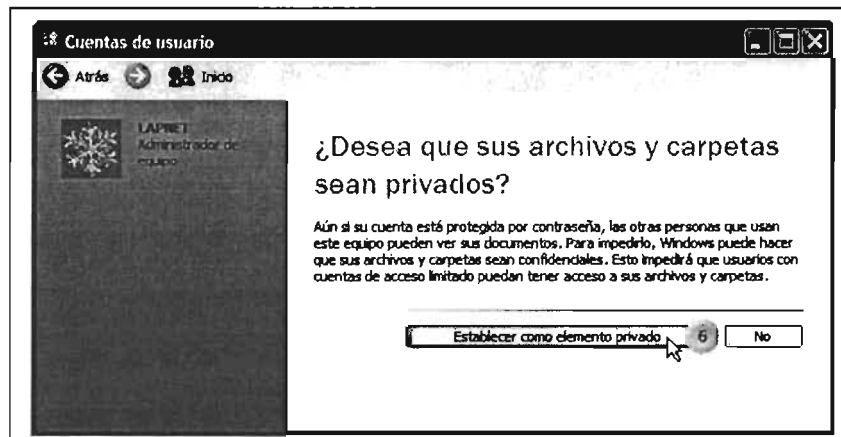 Cuentas de usuario
Atrás Inicio
LAPNET
Administrador de
equipo
¿Desea que sus archivos y carpetas
sean privados?
Aún si su cuenta está protegida por contraseña, las otras personas que usan
este equipo pueden ver sus documentos. Para impedirlo, Windows puede hacer
que sus archivos y carpetas sean confidenciales. Esto impedirá que usuarios con
cuentas de acceso limitado puedan tener acceso a sus archivos y carpetas.
Establecer como elemento privado 6 No